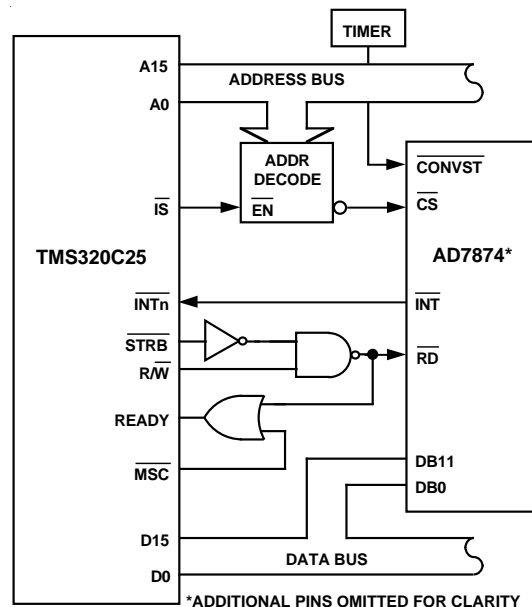 TIMER
A15
ADDRESS BUS
A0
ADDR
DECODE
CONVST
IS
EN
CS
TMS320C25
AD7874*
INTn
INT
STRB
R/W
RD
READY
MSC
DB11
DB0
D15
DATA BUS
D0
*ADDITIONAL PINS OMITTED FOR CLARITY